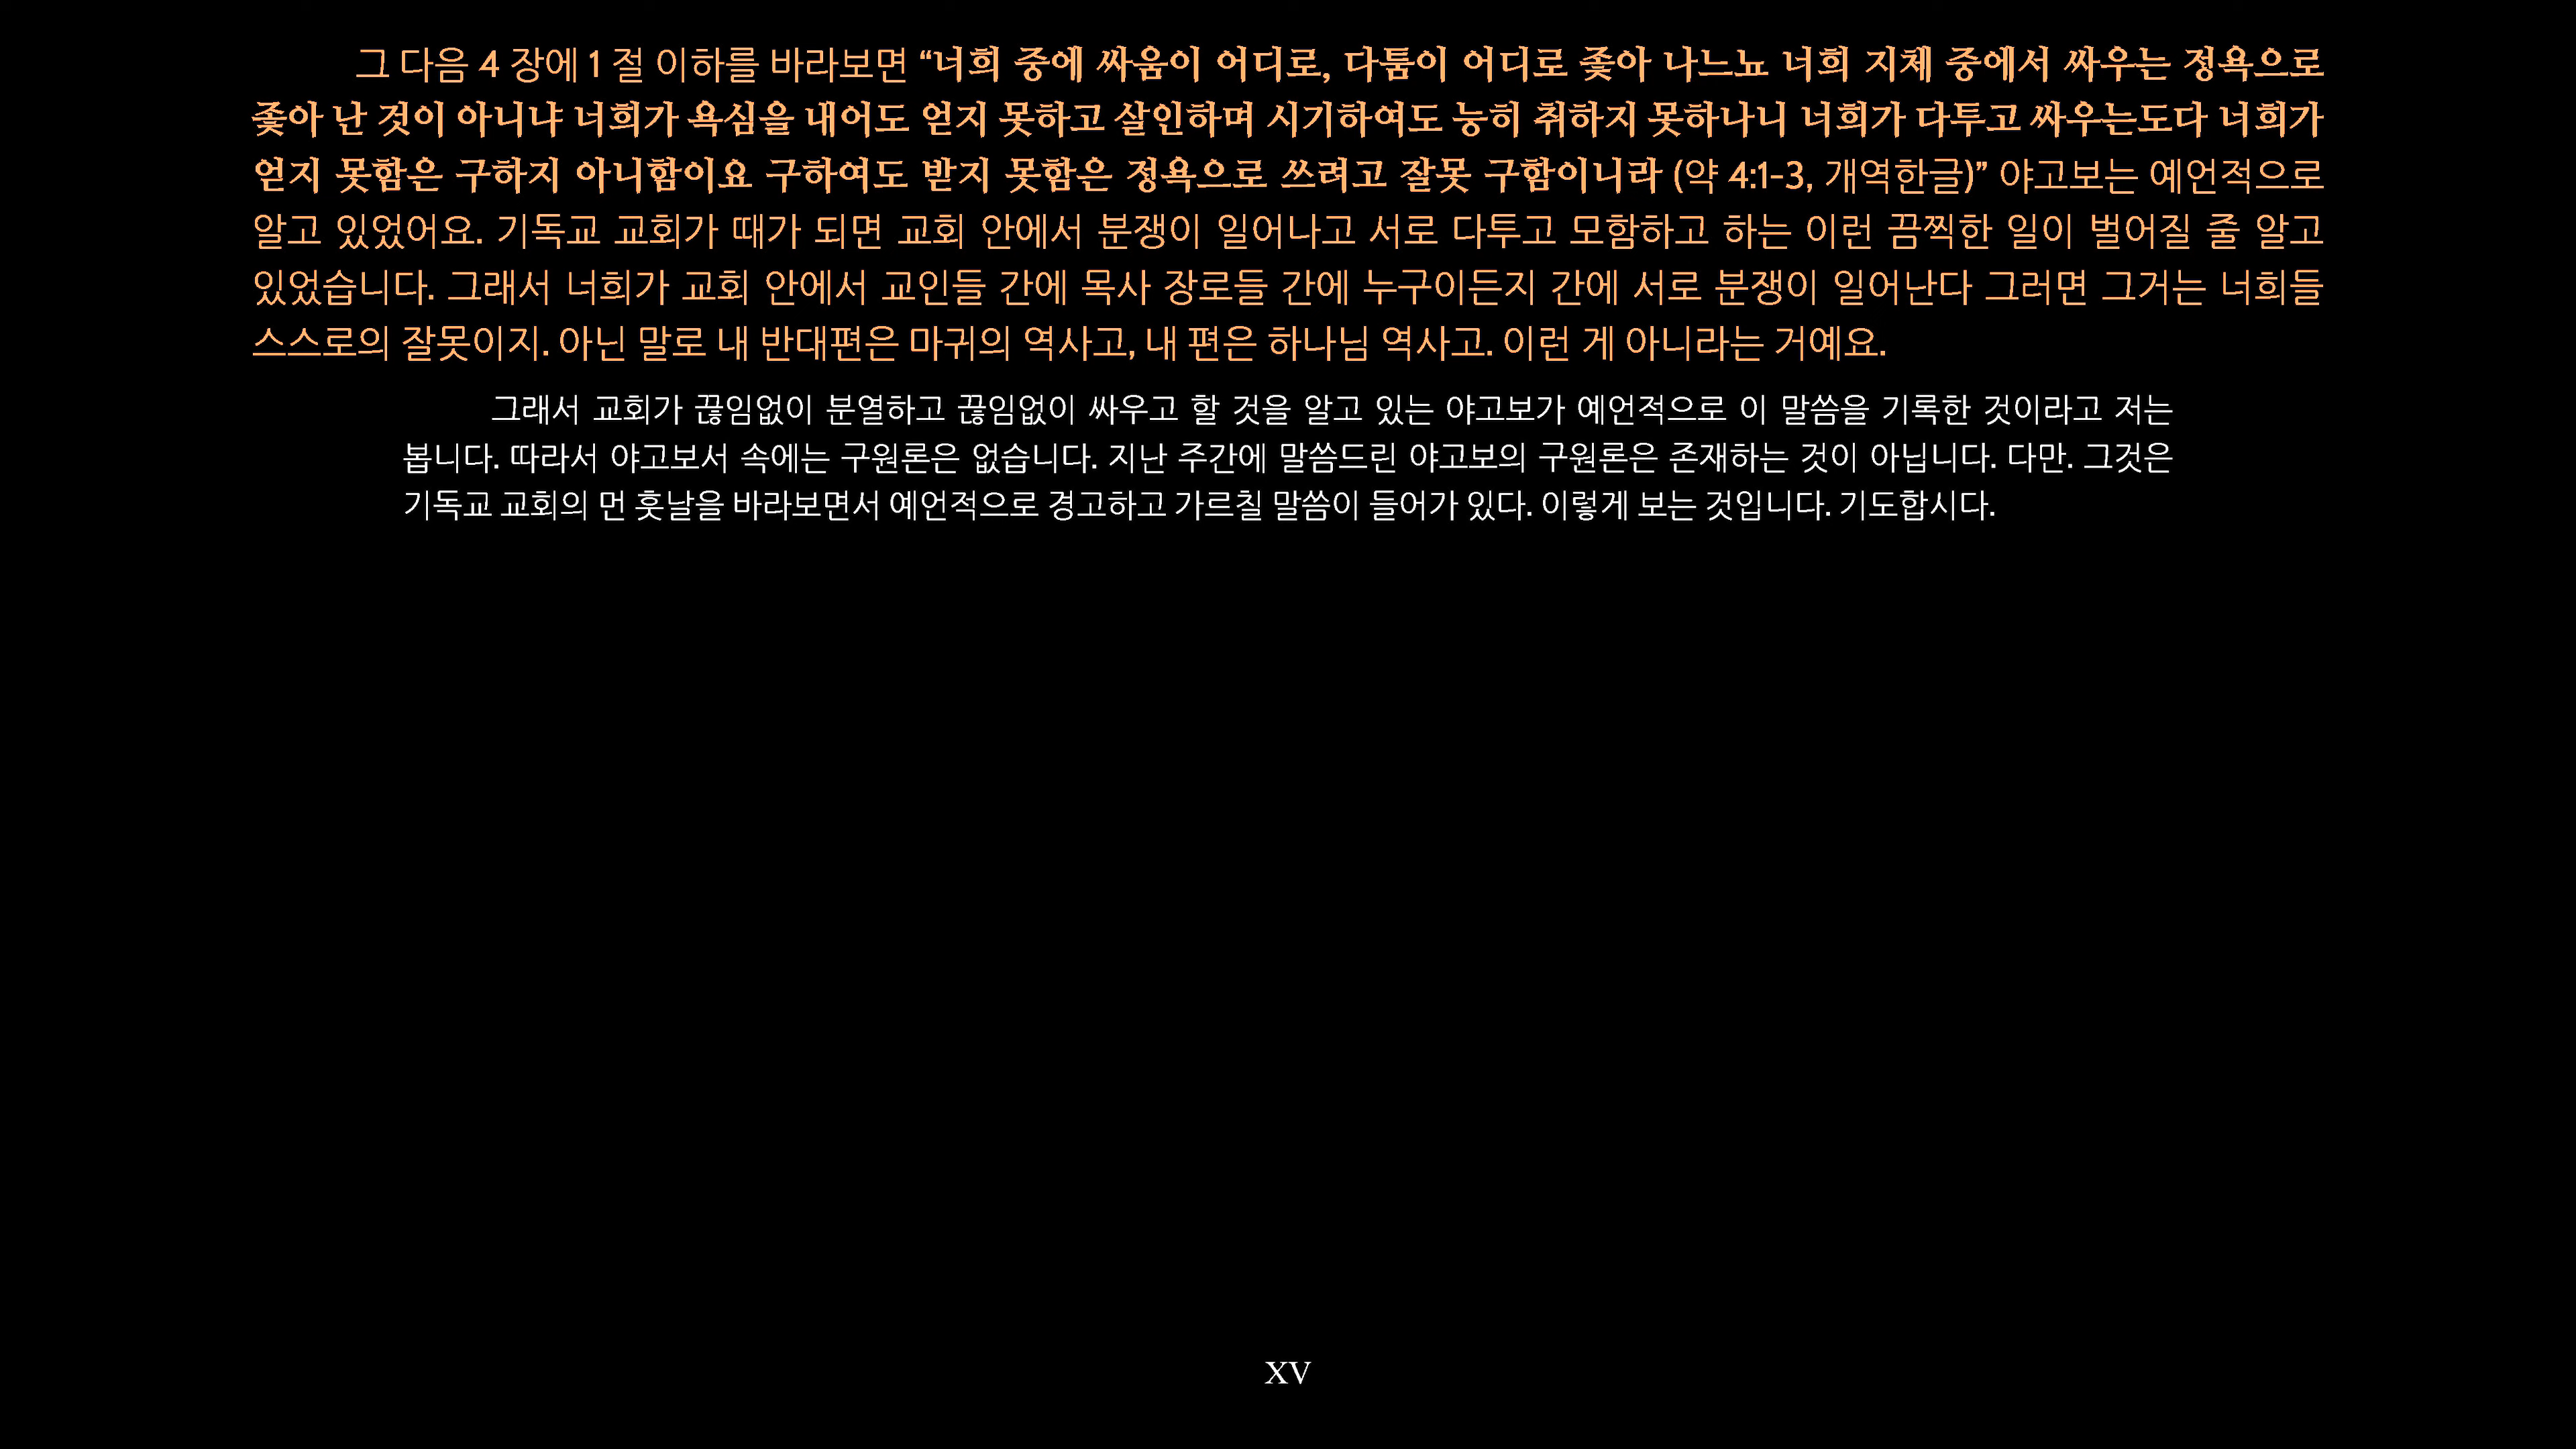 그 다음 4 장에 1 절 이하를 바라보면 “너희 중에 싸움이 어디로, 다툼이 어디로 좇아 나느뇨 너희 지체 중에서 싸우는 정욕으로
좇아 난 것이 아니냐 너희가 욕심을 내어도 얻지 못하고 살인하며 시기하여도 능히 취하지 못하나니 너희가 다투고 싸우는도다 너희가
얻지 못함은 구하지 아니함이요 구하여도 받지 못함은 정욕으로 쓰려고 잘못 구함이니라 (약 4:1-3, 개역한글)” 야고보는 예언적으로
알고 있었어요. 기독교 교회가 때가 되면 교회 안에서 분쟁이 일어나고 서로 다투고 모함하고 하는 이런 끔찍한 일이 벌어질 줄 알고
있었습니다. 그래서 너희가 교회 안에서 교인들 간에 목사 장로들 간에 누구이든지 간에 서로 분쟁이 일어난다 그러면 그거는 너희들
스스로의 잘못이지. 아닌 말로 내 반대편은 마귀의 역사고, 내 편은 하나님 역사고. 이런 게 아니라는 거예요.
그래서 교회가 끊임없이 분열하고 끊임없이 싸우고 할 것을 알고 있는 야고보가 예언적으로 이 말씀을 기록한 것이라고 저는
봅니다. 따라서 야고보서 속에는 구원론은 없습니다. 지난 주간에 말씀드린 야고보의 구원론은 존재하는 것이 아닙니다. 다만. 그것은
기독교 교회의 먼 훗날을 바라보면서 예언적으로 경고하고 가르칠 말씀이 들어가 있다. 이렇게 보는 것입니다. 기도합시다.
XV